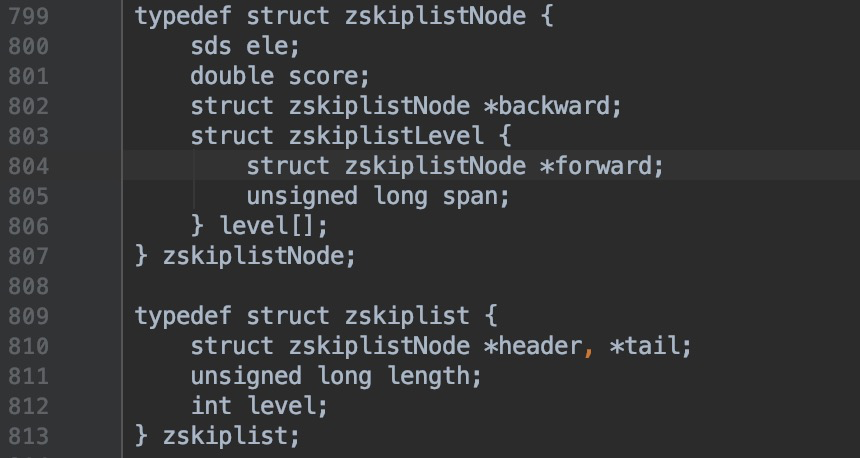 799 typedef struct zskiplistNode {
800     sds ele;
801     double score;
802     struct zskiplistNode *backward;
803     struct zskiplistLevel {
804         struct zskiplistNode *forward;
805         unsigned long span;
806     } level[];
807 } zskiplistNode;
808
809 typedef struct zskiplist {
810     struct zskiplistNode *header, *tail;
811     unsigned long length;
812     int level;
813 } zskiplist;